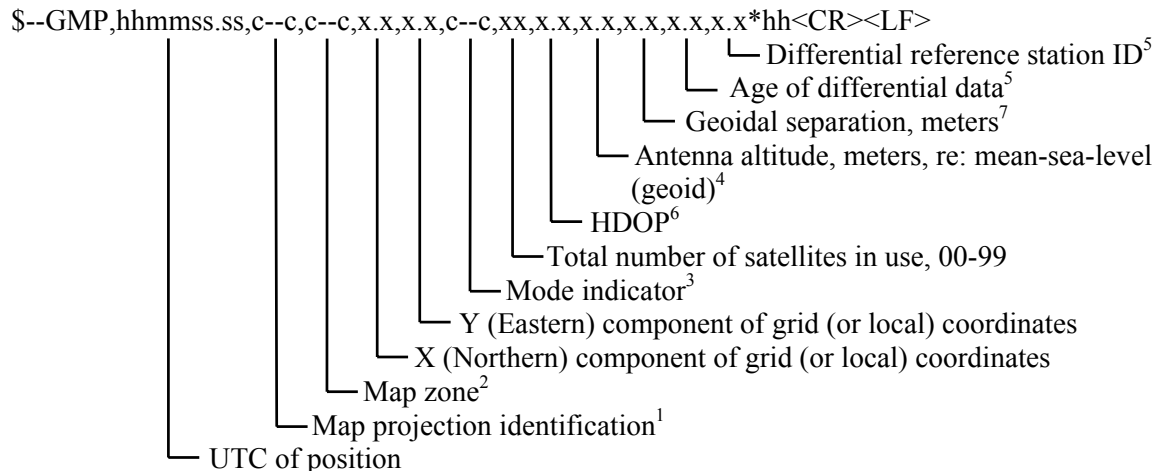 $--GMP,hhmmss.ss,c--c,c--c,x.x,x.x,c--c,xx,x.x,x.x,x.x,x.x,x.x*hh<CR><LF>
Differential reference station ID⁵
Age of differential data⁵
Geoidal separation, meters⁷
Antenna altitude, meters, re: mean-sea-level
(geoid)⁴
HDOP⁶
Total number of satellites in use, 00-99
Mode indicator³
Y (Eastern) component of grid (or local) coordinates
X (Northern) component of grid (or local) coordinates
Map zone²
Map projection identification¹
UTC of position